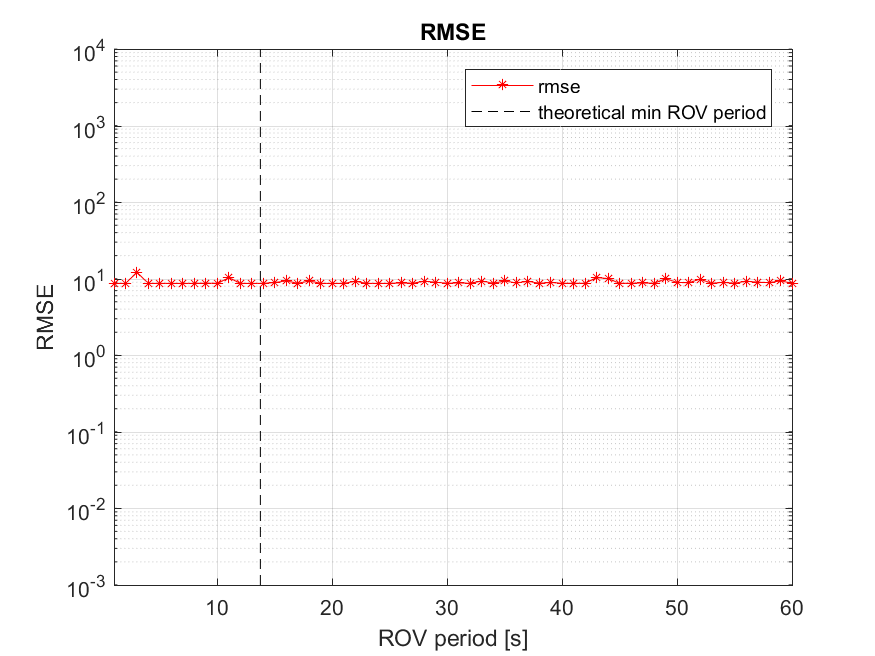 RMSE
10^4
10^3
10^2
10^1
10^0
10^-1
10^-2
10^-3
RMSE
rmse
theoretical min ROV period
10 20 30 40 50 60
ROV period [s]